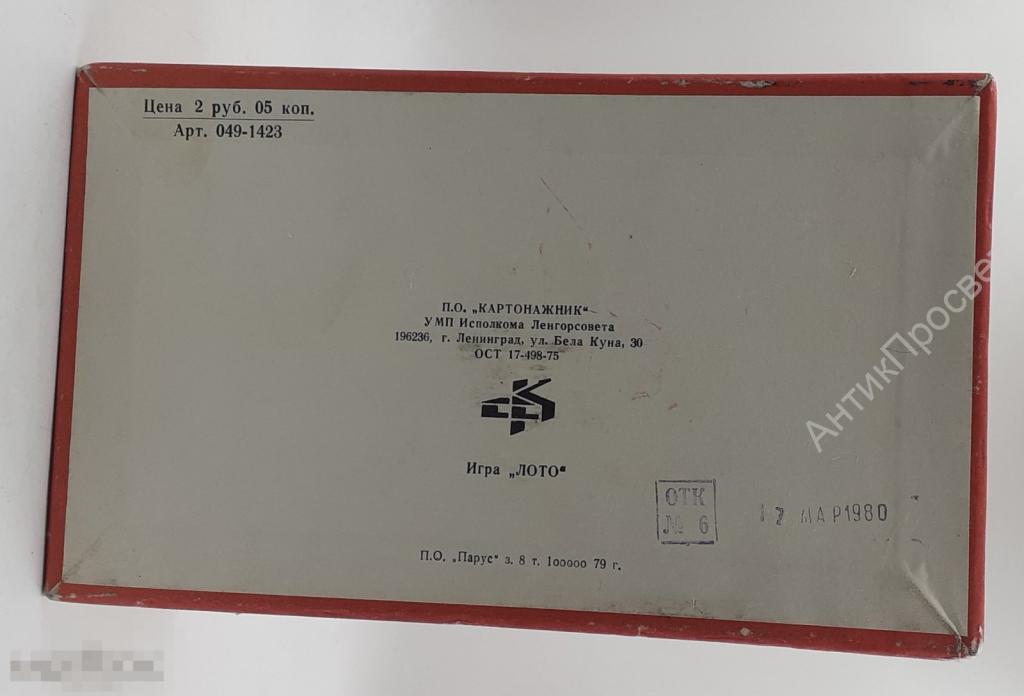 Цена 2 руб. 05 коп.
Арт. 049-1423
П.О. „КАРТОНАЖНИК“
УМП Исполкома Ленгорсовета
196236, г. Ленинград, ул. Бела Куна, 30
ОСТ 17-498-75
Игра „ЛОТО“
ОТК
№ 6
17 МАР1980
П.О. „Парус“ з. 8 т. 100000 79 г.
АнтикПросве